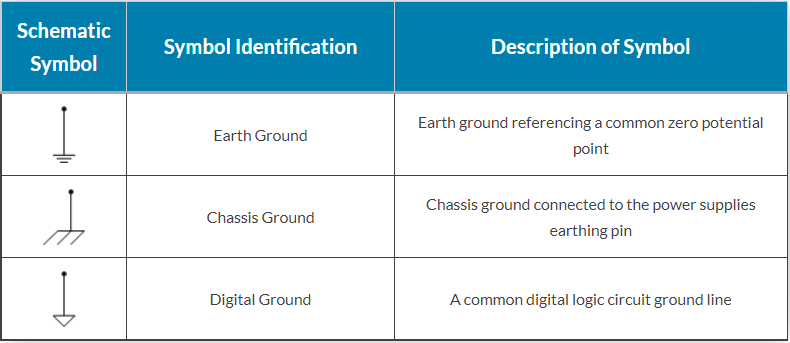 Schematic
Symbol
Symbol Identification
Description of Symbol
Earth Ground
Earth ground referencing a common zero potential
point
Chassis Ground
Chassis ground connected to the power supplies
earthing pin
Digital Ground
A common digital logic circuit ground line